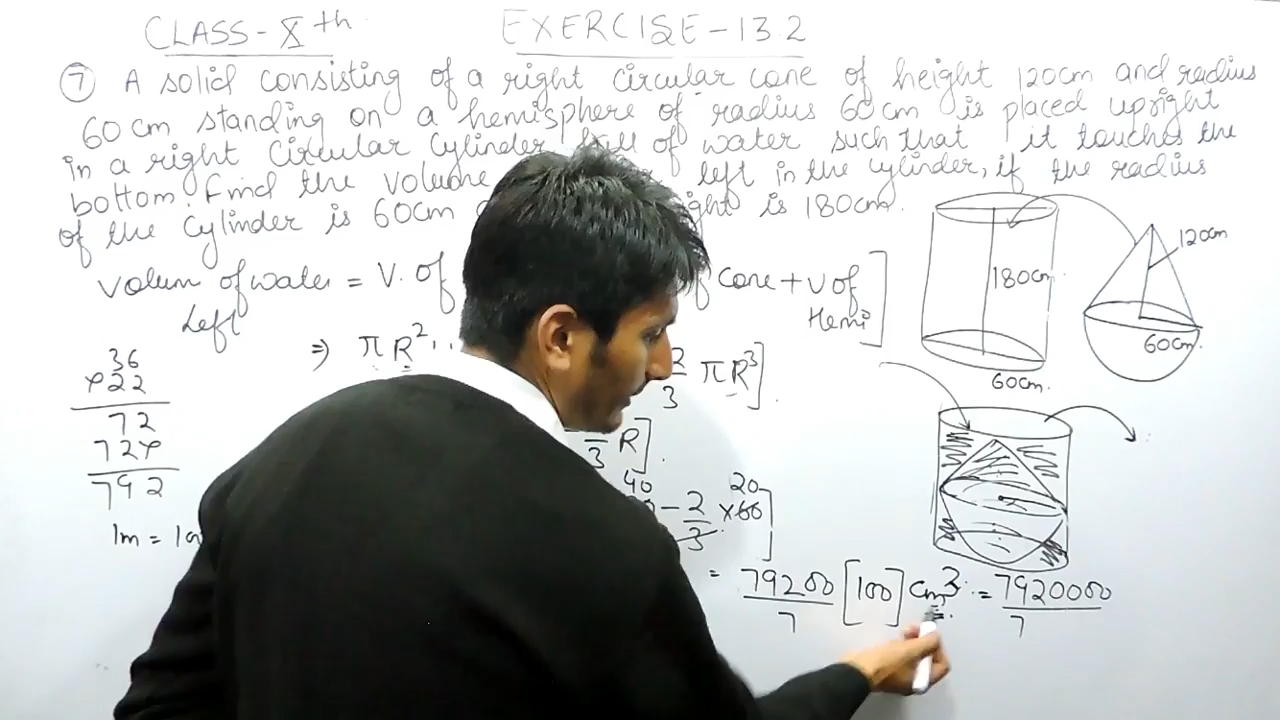 CLASS-X th EXERCISE-13.2
7 A solid consisting of a right circular cone of height 120cm and radius
60 cm standing on a hemisphere of radius 60 cm is placed upright
in a right circular cylinder full of water such that it touches the
bottom. Find the volume left in the cylinder, if the radius
of the cylinder is 60cm ight is 180cm.
Volum of water = V. of of cone + V of
Left Hemi ]
⇒ π R² 2/3 π R³ ]
36
×22
72
72×
792
1m =
/3 R ] .
40 20
- 2/3 × 60 ]
= 79200/7 [100] cm³ = 7920000/7
180cm
60cm.
120cm
60cm